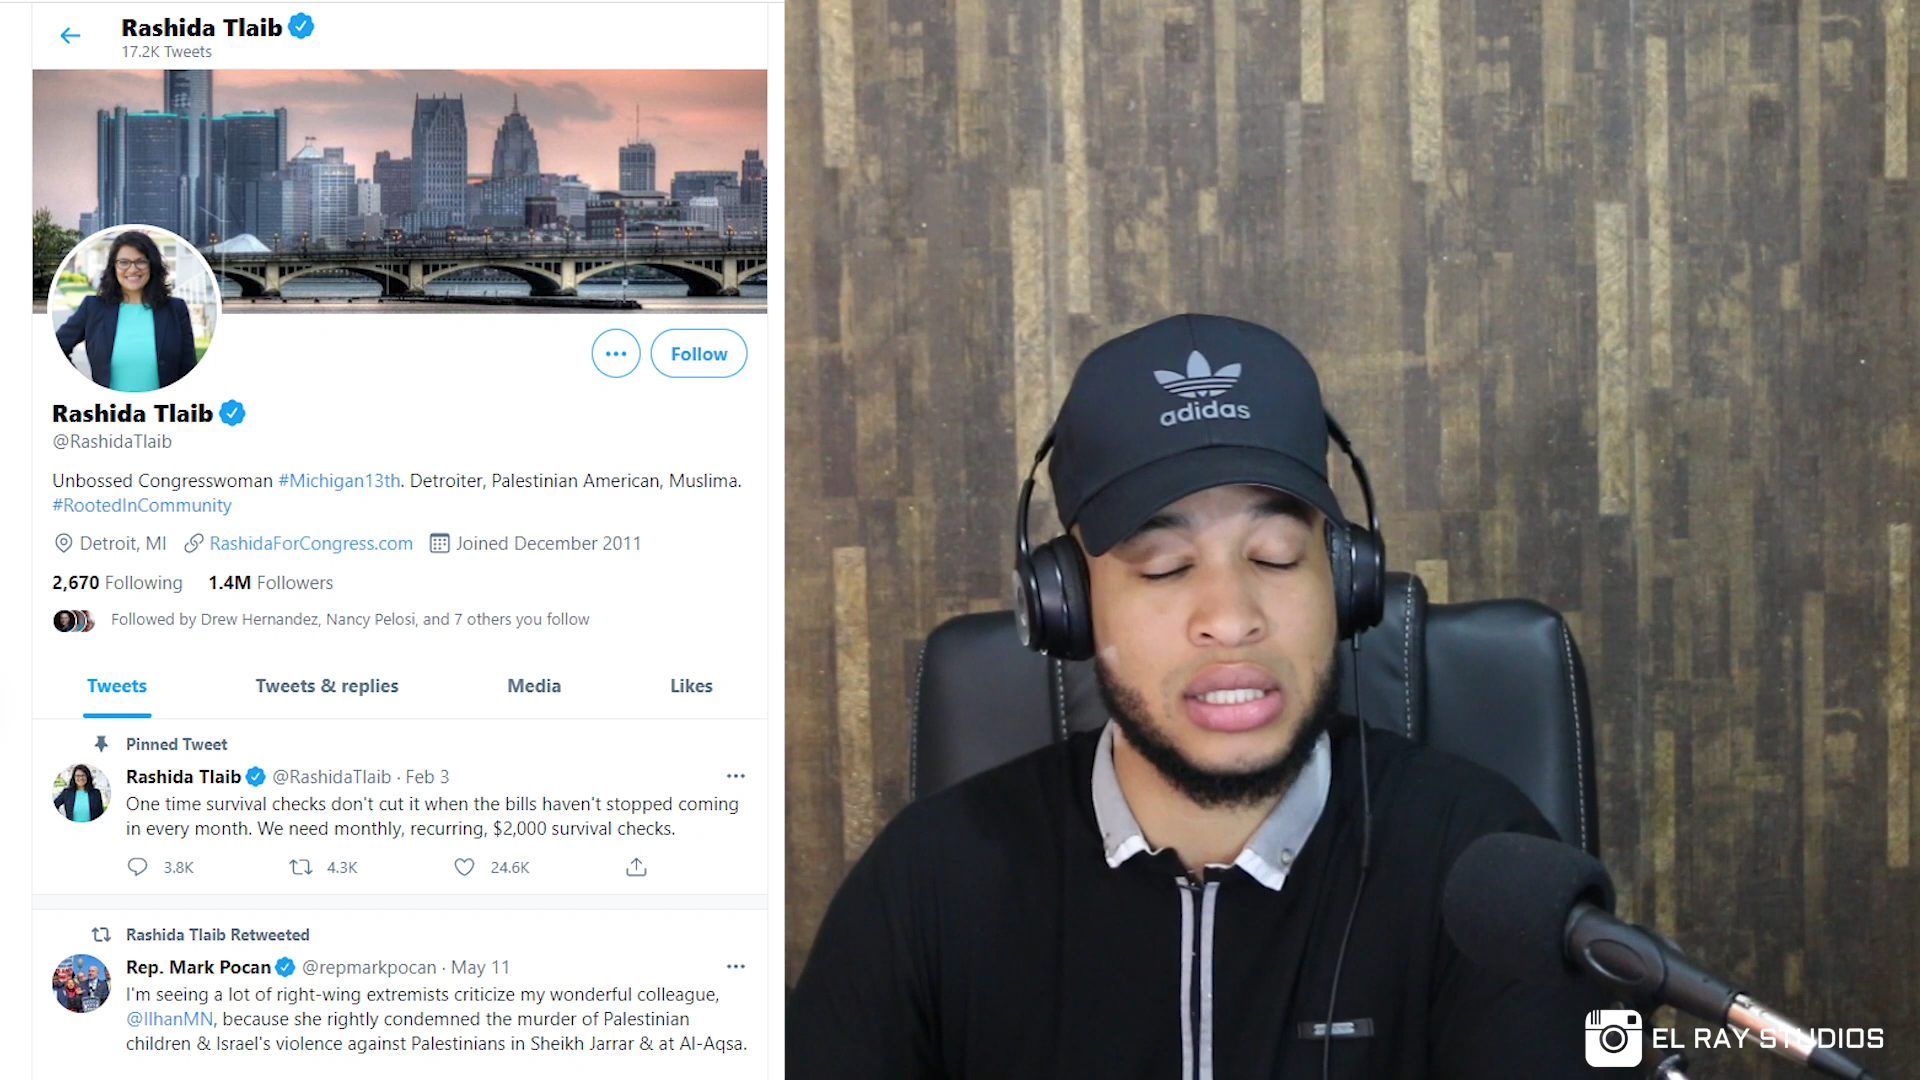 Rashida Tlaib
17.2K Tweets
Follow
Rashida Tlaib
@RashidaTlaib
Unbossed Congresswoman #Michigan13th. Detroiter, Palestinian American, Muslima.
#RootedInCommunity
Detroit, MI RashidaForCongress.com Joined December 2011
2,670 Following 1.4M Followers
Followed by Drew Hernandez, Nancy Pelosi, and 7 others you follow
Tweets Tweets & replies Media Likes
Pinned Tweet
Rashida Tlaib @RashidaTlaib · Feb 3
One time survival checks don't cut it when the bills haven't stopped coming
in every month. We need monthly, recurring, $2,000 survival checks.
3.8K 4.3K 24.6K
Rashida Tlaib Retweeted
Rep. Mark Pocan @repmarkpocan · May 11
I'm seeing a lot of right-wing extremists criticize my wonderful colleague,
@IlhanMN, because she rightly condemned the murder of Palestinian
children & Israel's violence against Palestinians in Sheikh Jarrar & at Al-Aqsa.
adidas
EL RAY STUDIOS